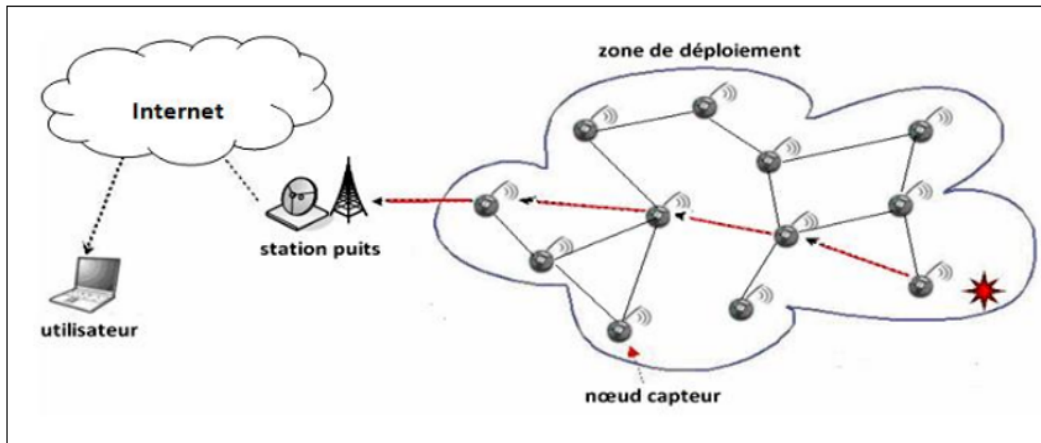 zone de déploiement
Internet
station puits
utilisateur
nœud capteur